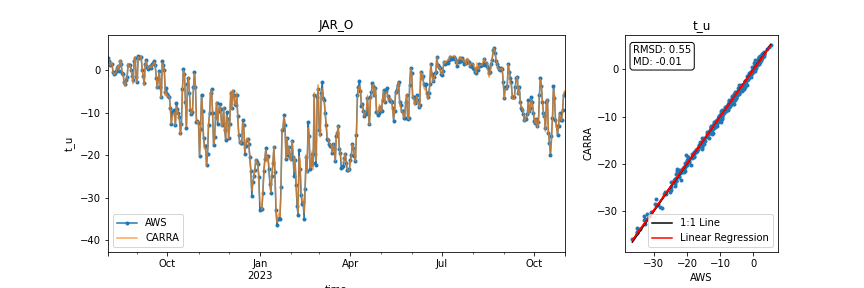 JAR_O
t_u
0
−10
−20
−30
−40
t_u
AWS
CARRA
Oct
Jan
2023
Apr
Jul
Oct
time
t_u
RMSD: 0.55
MD: -0.01
0
−10
−20
−30
CARRA
1:1 Line
Linear Regression
−30
−20
−10
0
AWS